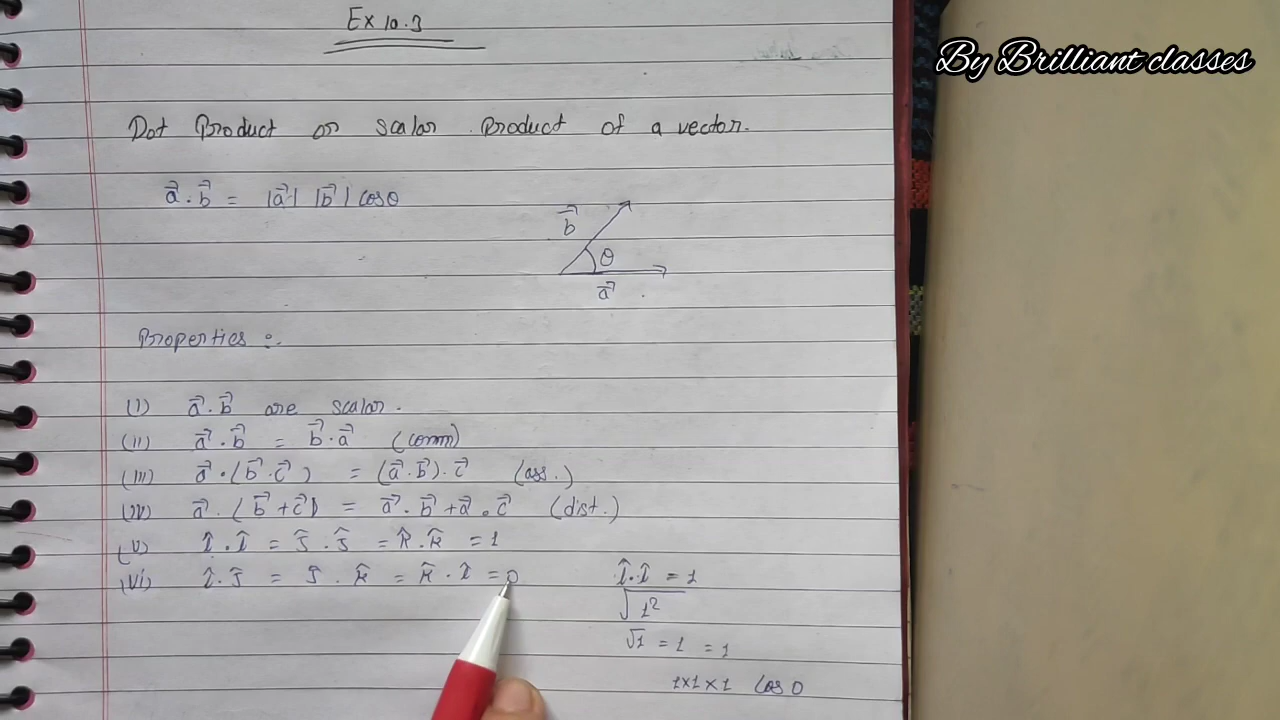 Ex 10.3
By Brilliant classes
Dot Product or scalar Product of a vector.
a⃗ . b⃗ = |a⃗| |b⃗| cosθ
b⃗
θ
a⃗
Properties :-
(I) a⃗ . b⃗ are scalar.
(II) a⃗ . b⃗ = b⃗ . a⃗ (comm)
(III) a⃗ . (b⃗ . c⃗) = (a⃗ . b⃗) . c⃗ (ass.)
(IV) a⃗ . (b⃗ + c⃗) = a⃗ . b⃗ + a⃗ . c⃗ (dist.)
(V) î . î = ĵ . ĵ = k̂ . k̂ = 1
(VI) î . ĵ = ĵ . k̂ = k̂ . î = 0
î . î = 1
√1²
√1 = 1 = 1
1×1×1 cos 0